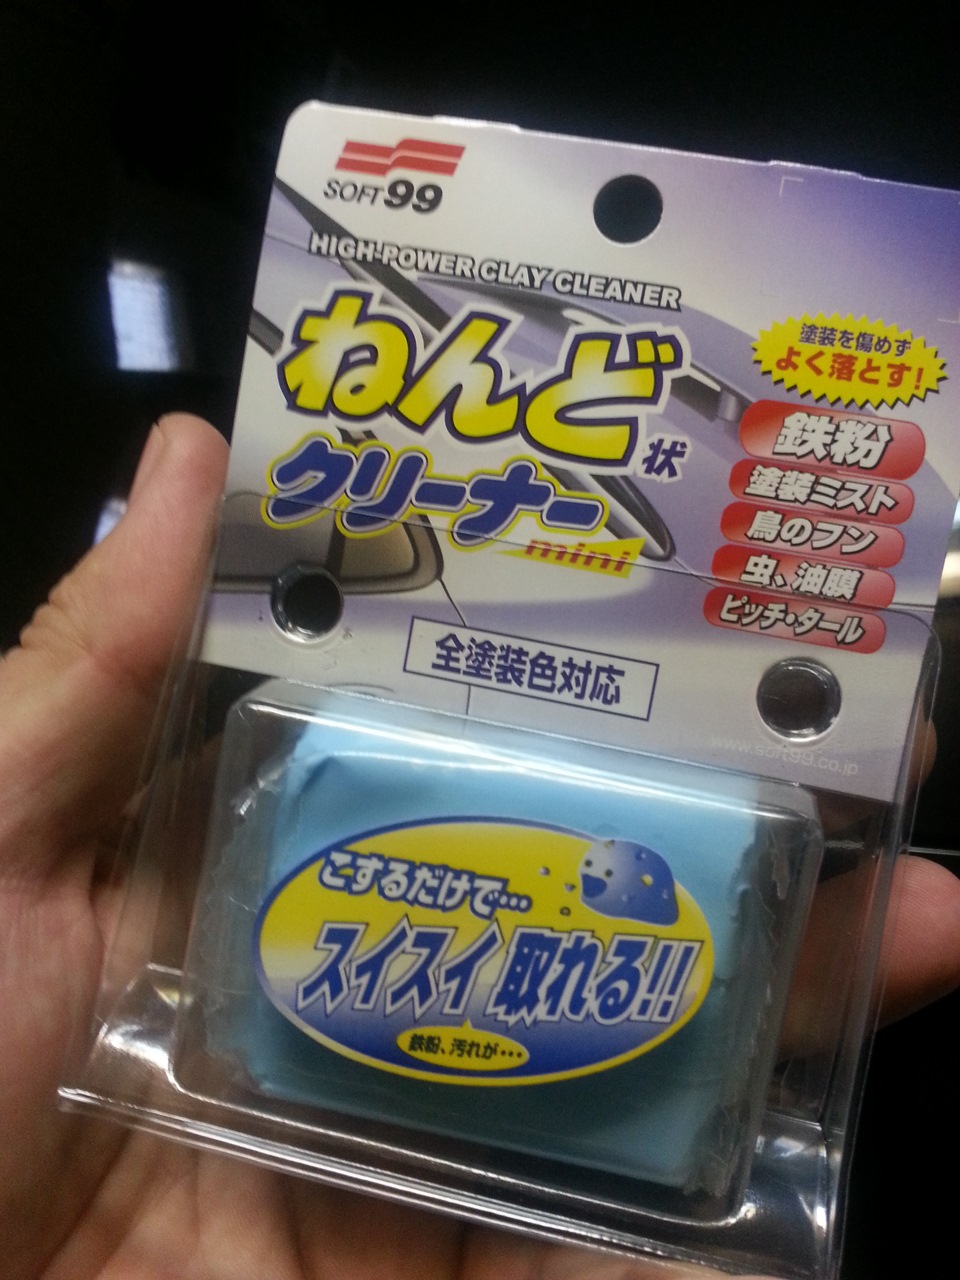 SOFT99
HIGH-POWER CLAY CLEANER
ねんど状
クリーナー
mini
塗装を傷めず
よく落とす!
鉄粉
塗装ミスト
鳥のフン
虫、油膜
ピッチ・タール
全塗装色対応
www.soft99.co.jp
こするだけで…
スイスイ取れる!!
鉄粉、汚れが…